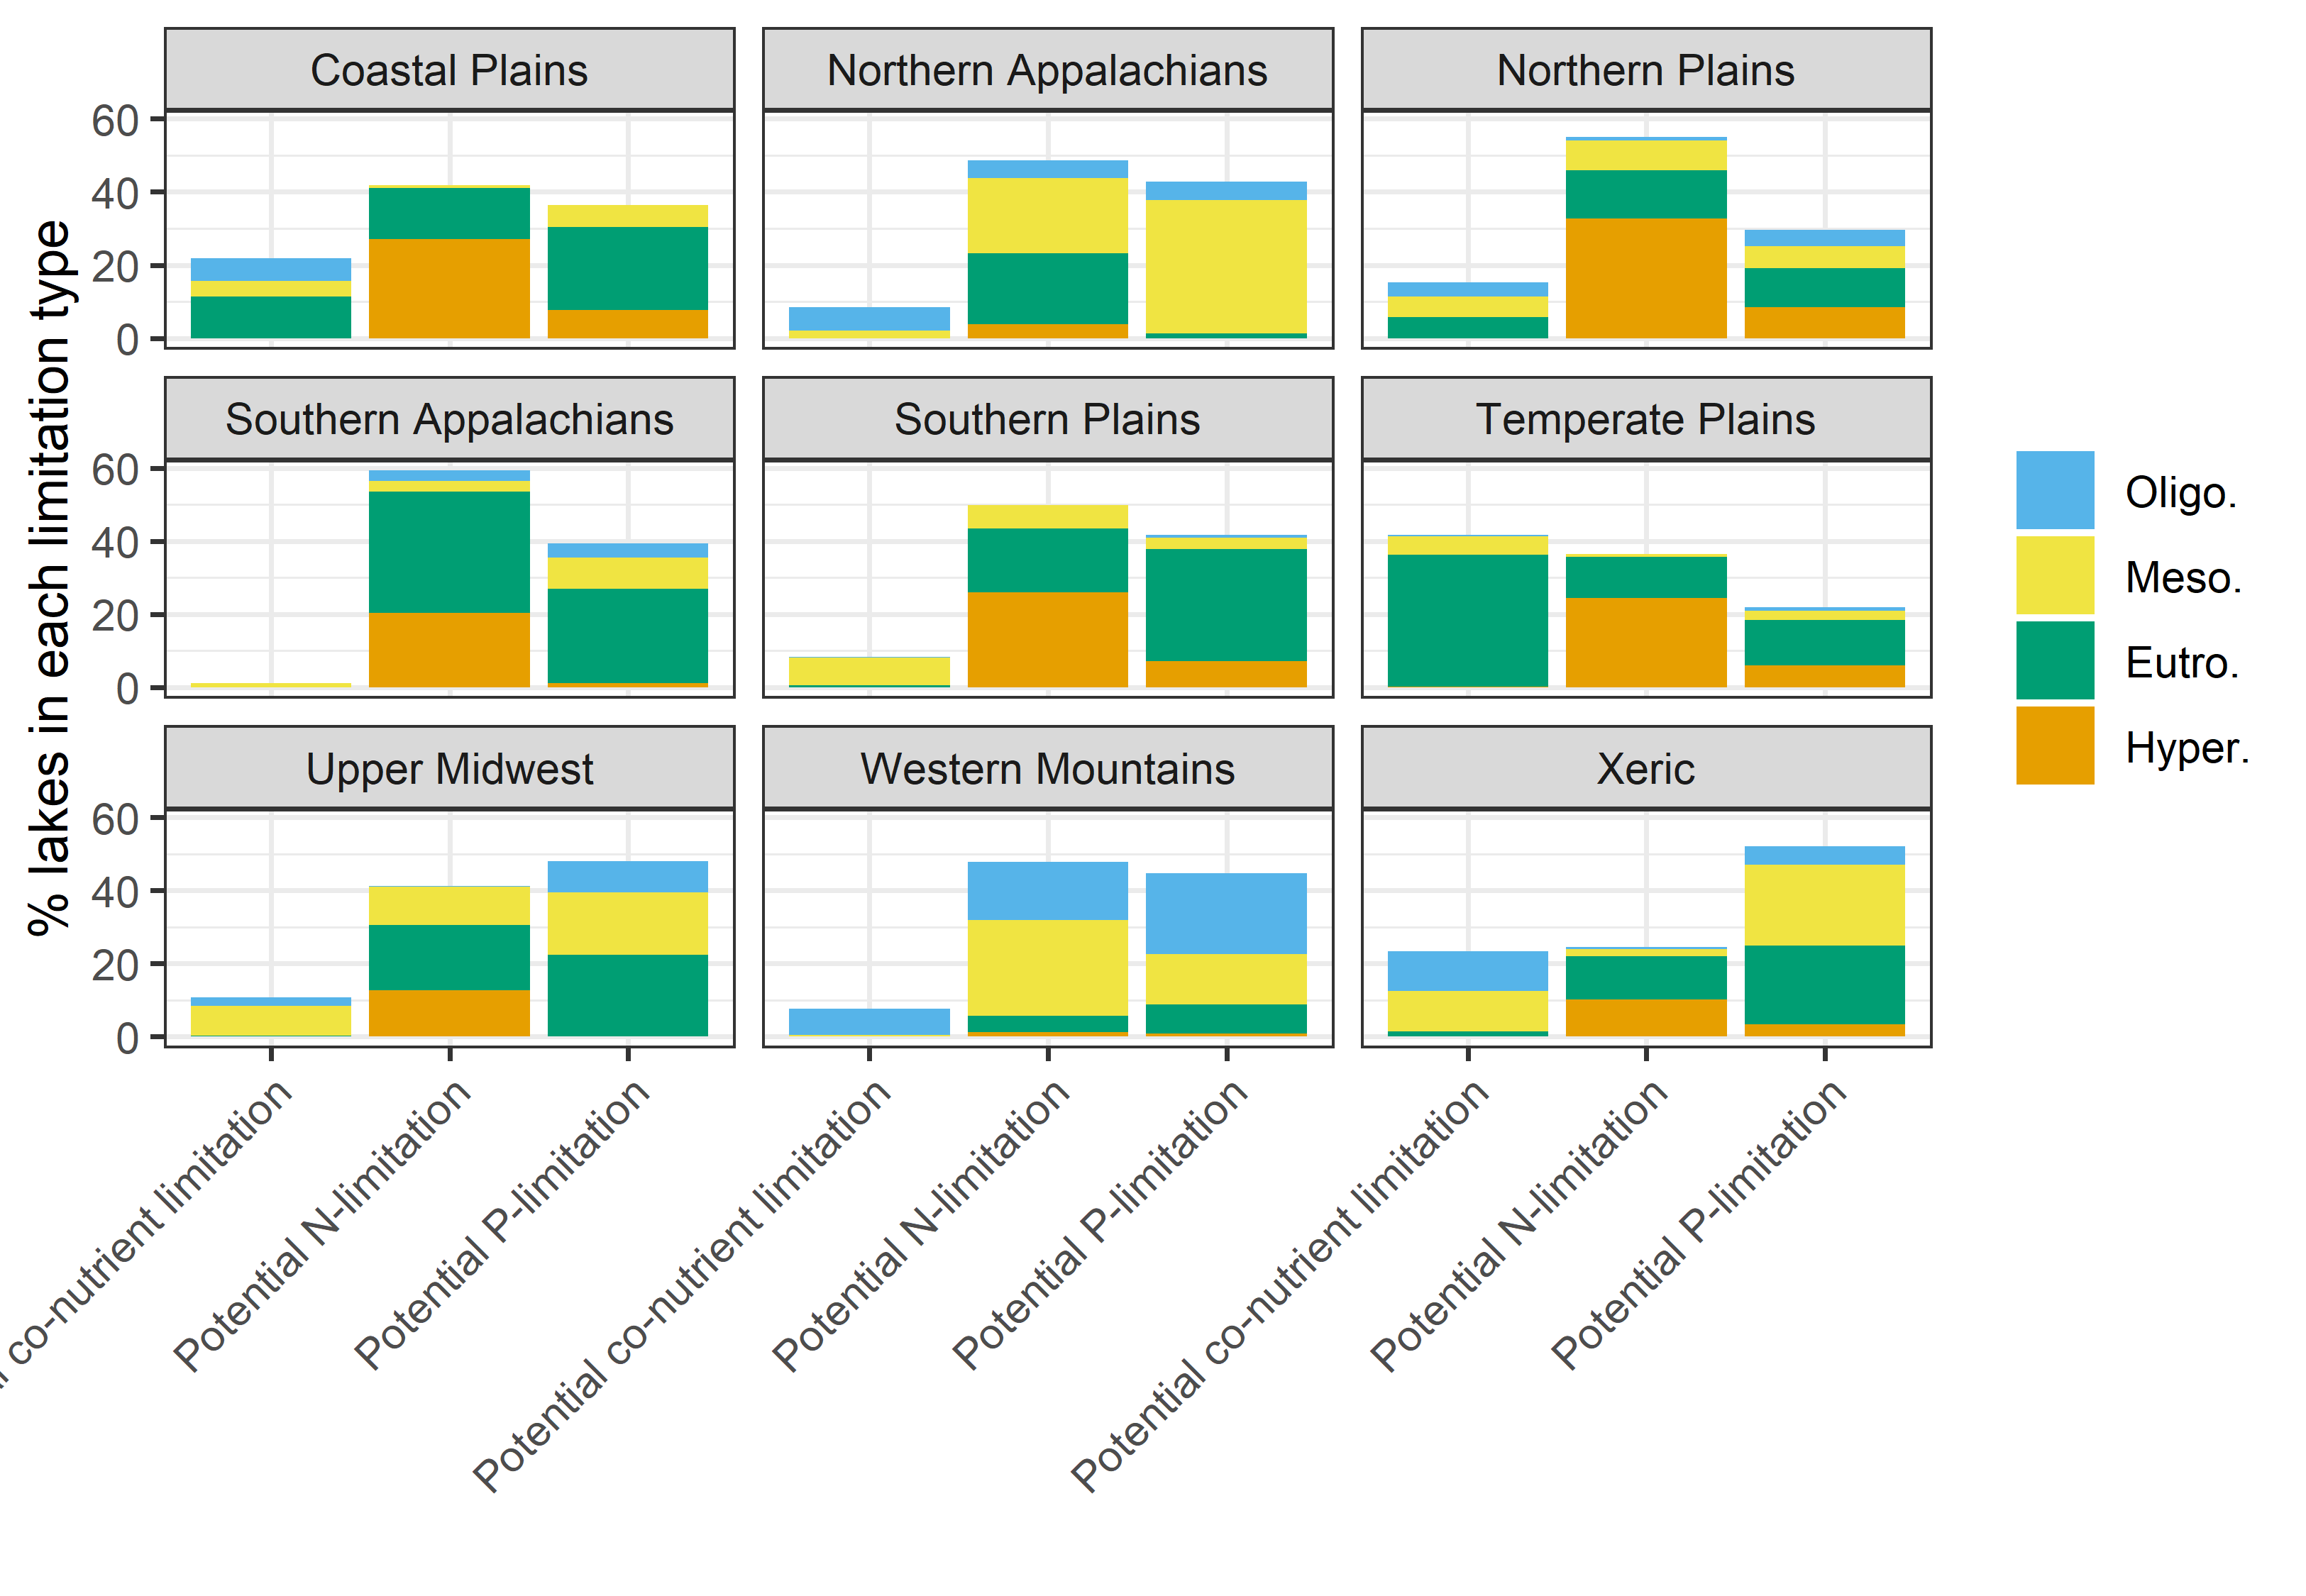 Coastal Plains
Northern Appalachians
Northern Plains
60
40
20
0
Southern Appalachians
Southern Plains
Temperate Plains
60
40
20
0
Upper Midwest
Western Mountains
Xeric
60
40
20
0
% lakes in each limitation type
co-nutrient limitation
Potential N-limitation
Potential P-limitation
Potential co-nutrient limitation
Potential N-limitation
Potential P-limitation
Potential co-nutrient limitation
Potential N-limitation
Potential P-limitation
Oligo.
Meso.
Eutro.
Hyper.